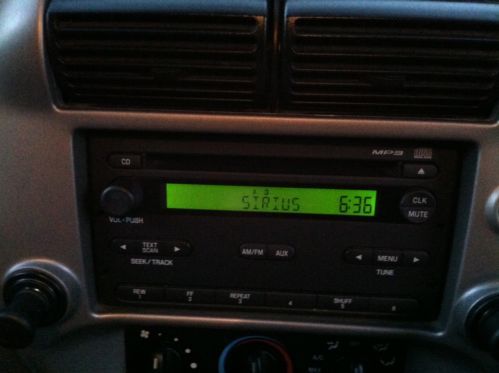 MP3
CD
SIRIUS 6:36
CLK
MUTE
VOL - PUSH
TEXT SCAN
SEEK/TRACK
AM/FM AUX
MENU
TUNE
REW 1 FF 2 REPEAT 3 4 SHUFF 5 6
A/C